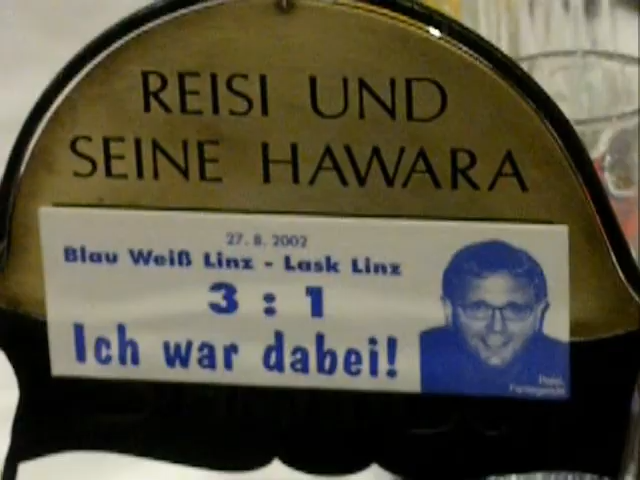 REISI UND
SEINE HAWARA
27. 8. 2002
Blau Weiß Linz - Lask Linz
3 : 1
Ich war dabei!